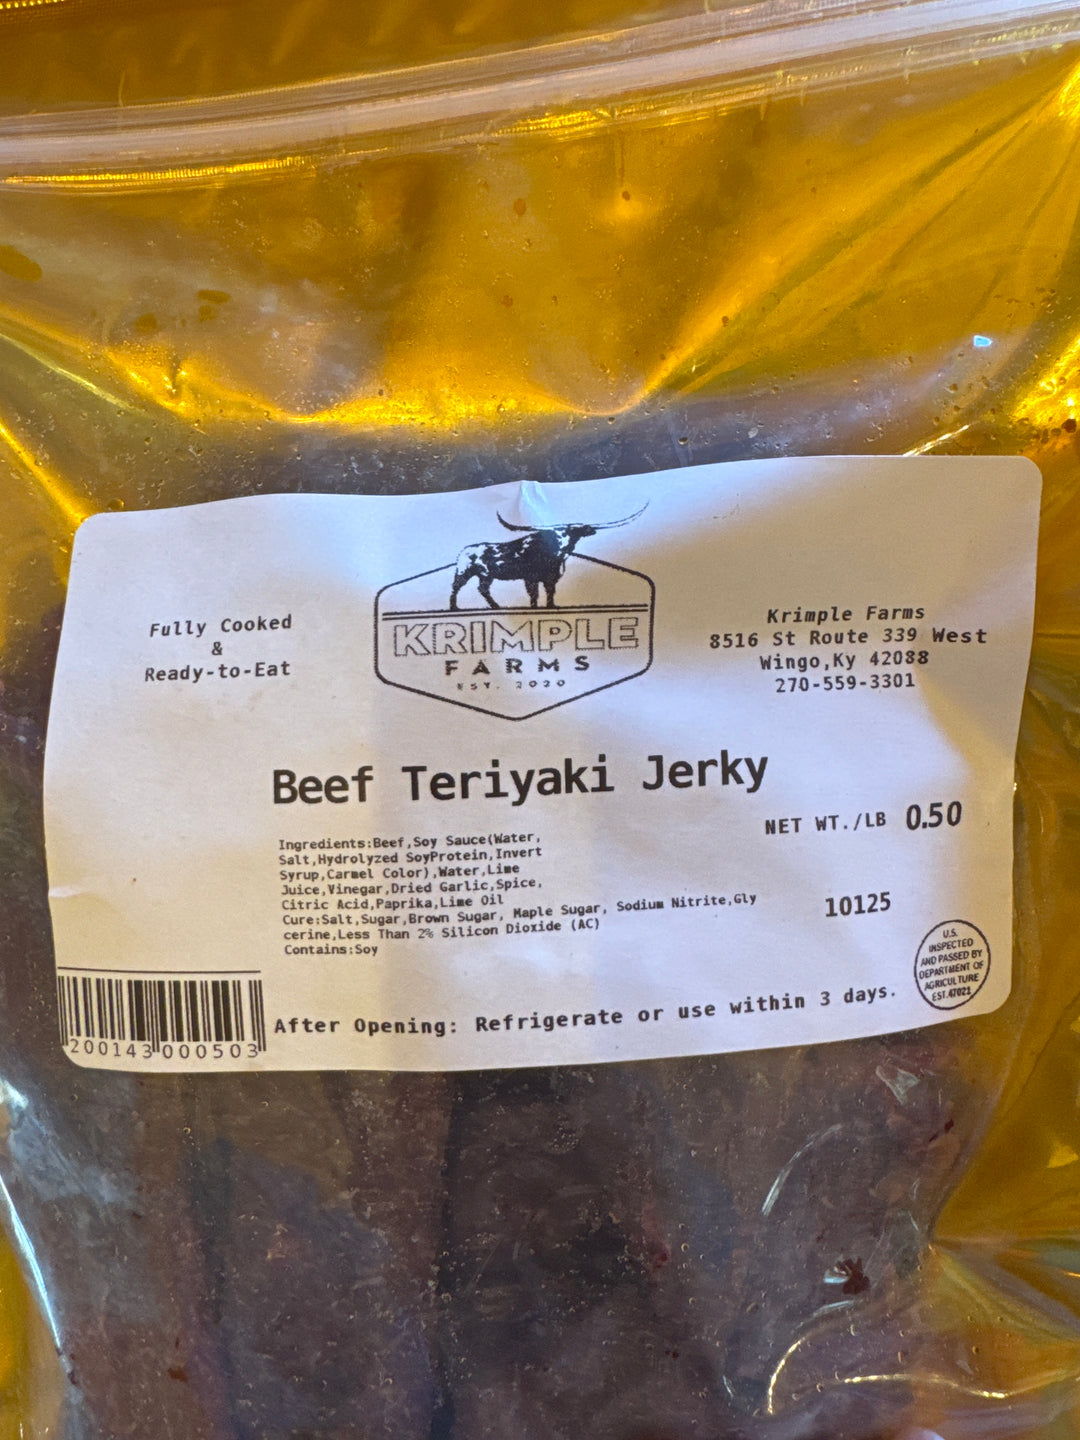 Fully Cooked
&
Ready-to-Eat
KRIMPLE
FARMS
EST. 2020
Krimple Farms
8516 St Route 339 West
Wingo,Ky 42088
270-559-3301
Beef Teriyaki Jerky
NET WT./LB 0.50
Ingredients:Beef,Soy Sauce(Water,
Salt,Hydrolyzed SoyProtein,Invert
Syrup,Carmel Color),Water,Lime
Juice,Vinegar,Dried Garlic,Spice,
Citric Acid,Paprika,Lime Oil
Cure:Salt,Sugar,Brown Sugar, Maple Sugar, Sodium Nitrite,Gly
cerine,Less Than 2% Silicon Dioxide (AC)
Contains:Soy
10125
U.S.
INSPECTED
AND PASSED BY
DEPARTMENT OF
AGRICULTURE
EST.47021
200143 000503
After Opening: Refrigerate or use within 3 days.